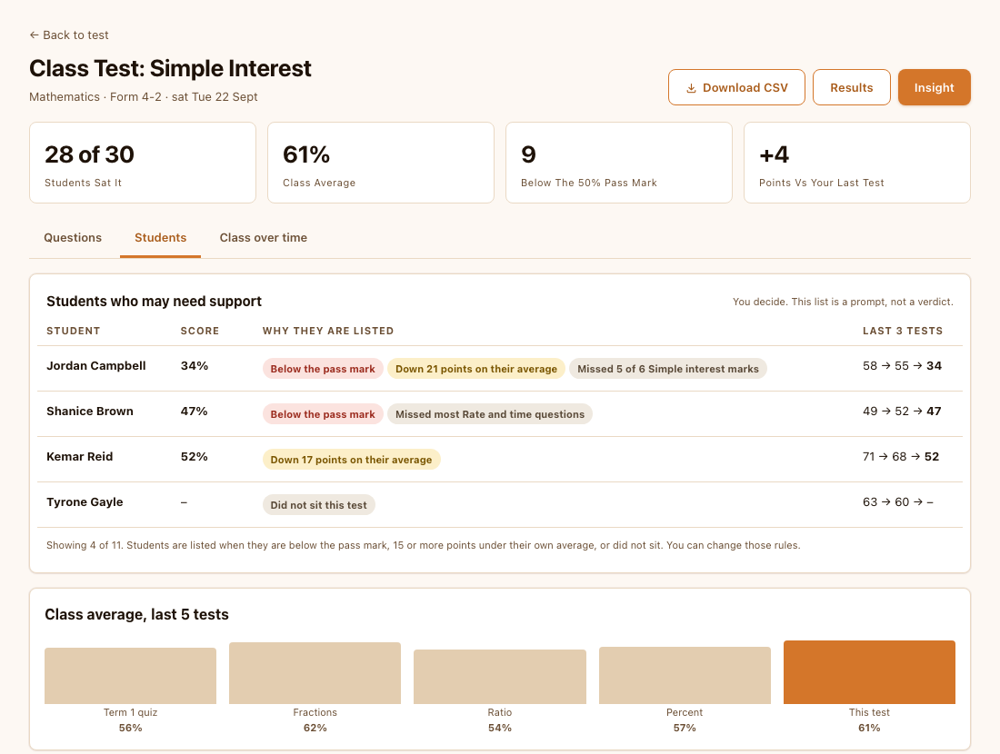 ← Back to test
Class Test: Simple Interest
Mathematics · Form 4-2 · sat Tue 22 Sept
Download CSV
Results
Insight
28 of 30
Students Sat It
61%
Class Average
9
Below The 50% Pass Mark
+4
Points Vs Your Last Test
Questions
Students
Class over time
Students who may need support
You decide. This list is a prompt, not a verdict.
STUDENT SCORE WHY THEY ARE LISTED LAST 3 TESTS
Jordan Campbell 34% Below the pass mark Down 21 points on their average Missed 5 of 6 Simple interest marks 58 → 55 → 34
Shanice Brown 47% Below the pass mark Missed most Rate and time questions 49 → 52 → 47
Kemar Reid 52% Down 17 points on their average 71 → 68 → 52
Tyrone Gayle – Did not sit this test 63 → 60 → –
Showing 4 of 11. Students are listed when they are below the pass mark, 15 or more points under their own average, or did not sit. You can change those rules.
Class average, last 5 tests
Term 1 quiz
56%
Fractions
62%
Ratio
54%
Percent
57%
This test
61%